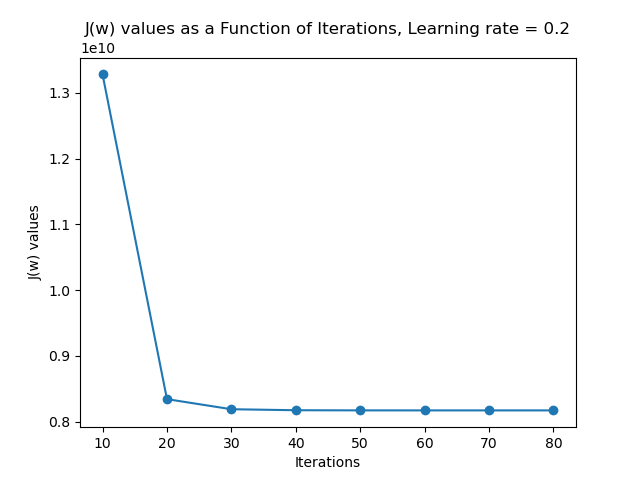 J(w) values as a Function of Iterations, Learning rate = 0.2
1e10
1.3
1.2
1.1
1.0
0.9
0.8
J(w) values
10 20 30 40 50 60 70 80
Iterations